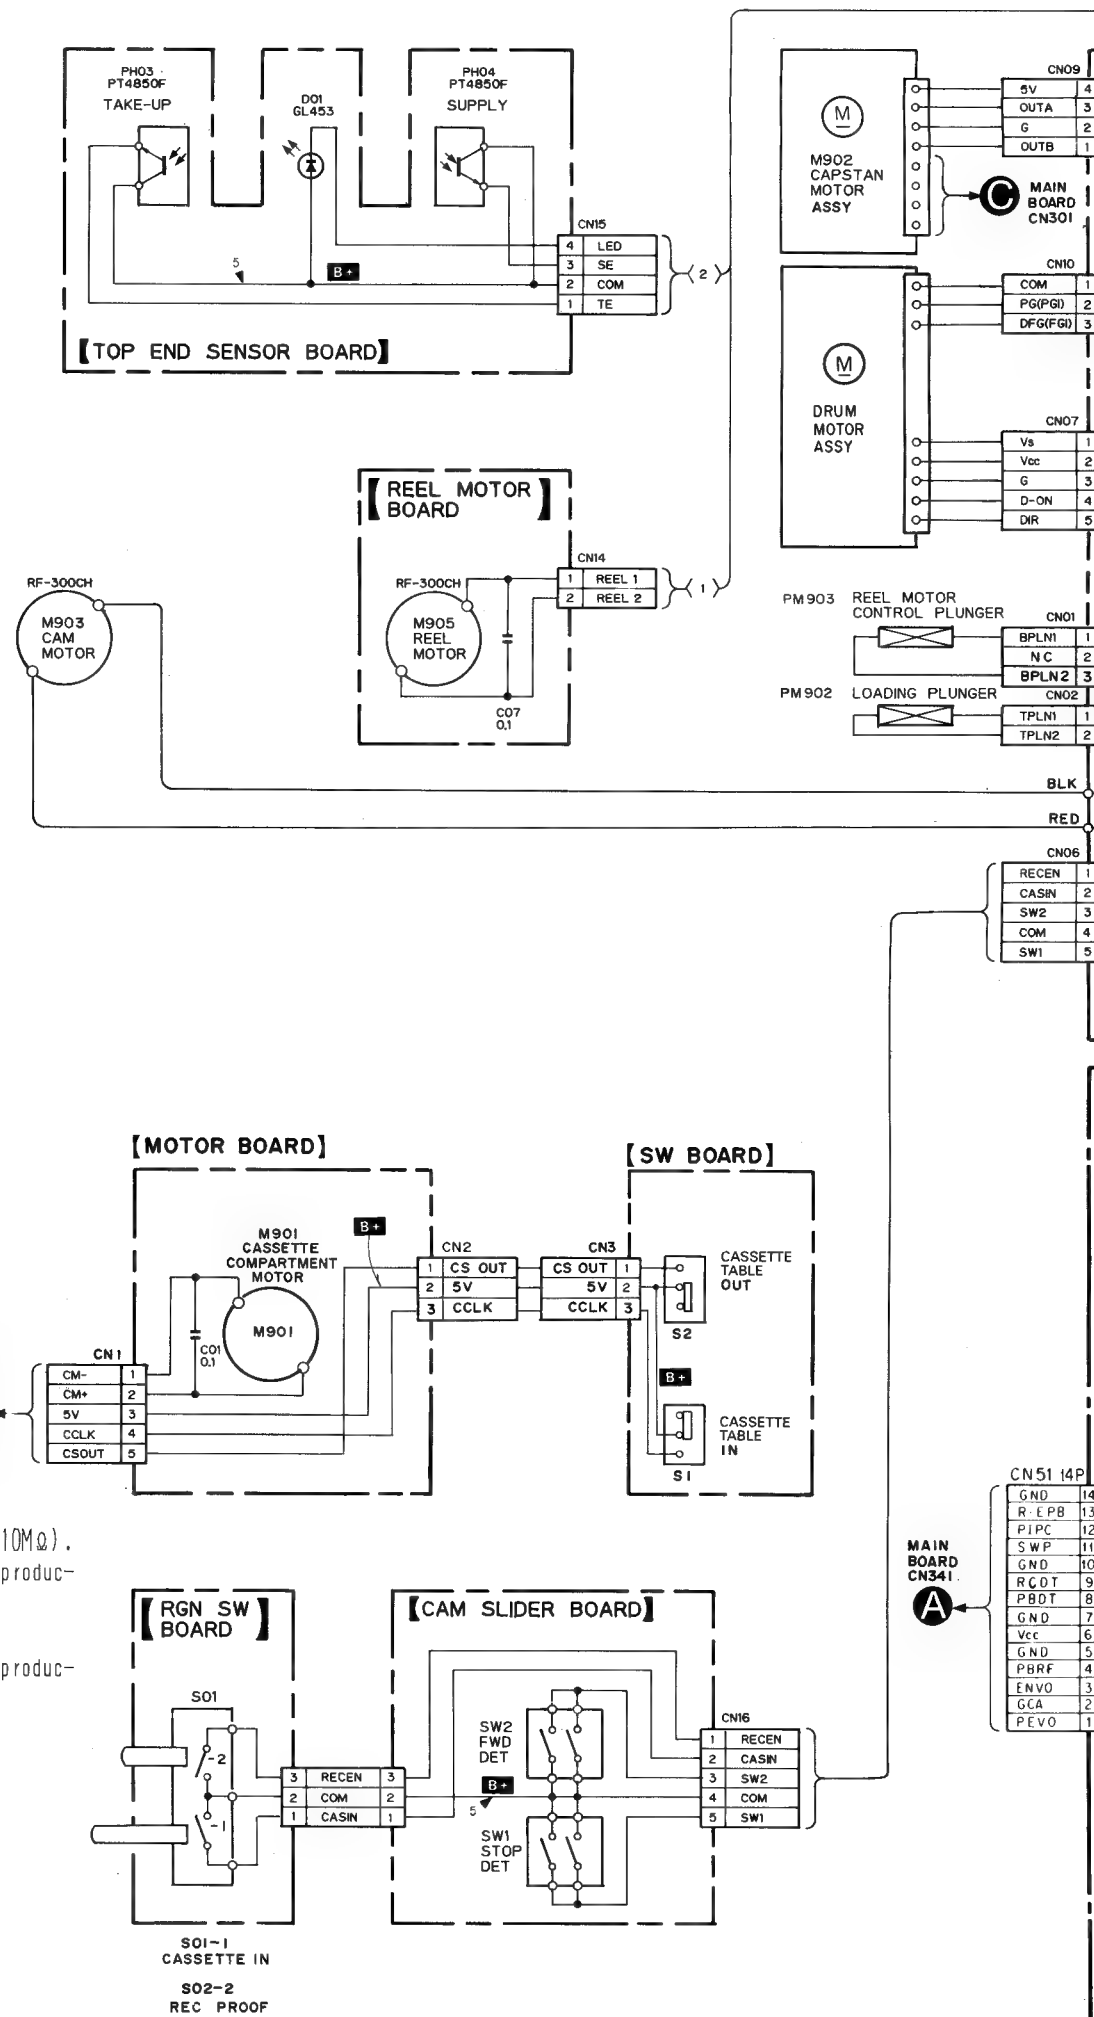 PH03
PT4850F
TAKE-UP
D01
GL453
PH04
PT4850F
SUPPLY
5
B+
CN15
4 LED
3 SE
2 COM
1 TE
2
[TOP END SENSOR BOARD]
M
M902
CAPSTAN
MOTOR
ASSY
CN09
5V 4
OUTA 3
G 2
OUTB 1
C
MAIN
BOARD
CN301
M
DRUM
MOTOR
ASSY
CN10
COM 1
PG(PGI) 2
DFG(FGI) 3
CN07
Vs 1
Vcc 2
G 3
D-ON 4
DIR 5
[REEL MOTOR
BOARD]
RF-300CH
M905
REEL
MOTOR
C07
0.1
CN14
1 REEL 1
2 REEL 2
1
RF-300CH
M903
CAM
MOTOR
PM903 REEL MOTOR
CONTROL PLUNGER
CN01
BPLN1 1
NC 2
BPLN2 3
PM902 LOADING PLUNGER
CN02
TPLN1 1
TPLN2 2
BLK
RED
CN06
RECEN 1
CASIN 2
SW2 3
COM 4
SW1 5
[MOTOR BOARD]
M901
CASSETTE
COMPARTMENT
MOTOR
B+
M901
C01
0.1
CN1
CM- 1
CM+ 2
5V 3
CCLK 4
CSOUT 5
CN2
1 CS OUT
2 5V
3 CCLK
[SW BOARD]
CN3
CS OUT 1
5V 2
CCLK 3
CASSETTE
TABLE
OUT
S2
B+
CASSETTE
TABLE
IN
S1
10MΩ).
produc-
produc-
CN51 14P
GND 14
R-EPB 13
PIPC 12
SWP 11
GND 10
RCDT 9
PBDT 8
GND 7
Vcc 6
GND 5
PBRF 4
ENVO 3
GCA 2
PEVO 1
MAIN
BOARD
CN341
A
[RGN SW
BOARD]
S01
-2
-1
3 RECEN 3
2 COM 2
1 CASIN 1
S01-1
CASSETTE IN
S02-2
REC PROOF
[CAM SLIDER BOARD]
SW2
FWD
DET
B+
5
SW1
STOP
DET
CN16
1 RECEN
2 CASIN
3 SW2
4 COM
5 SW1